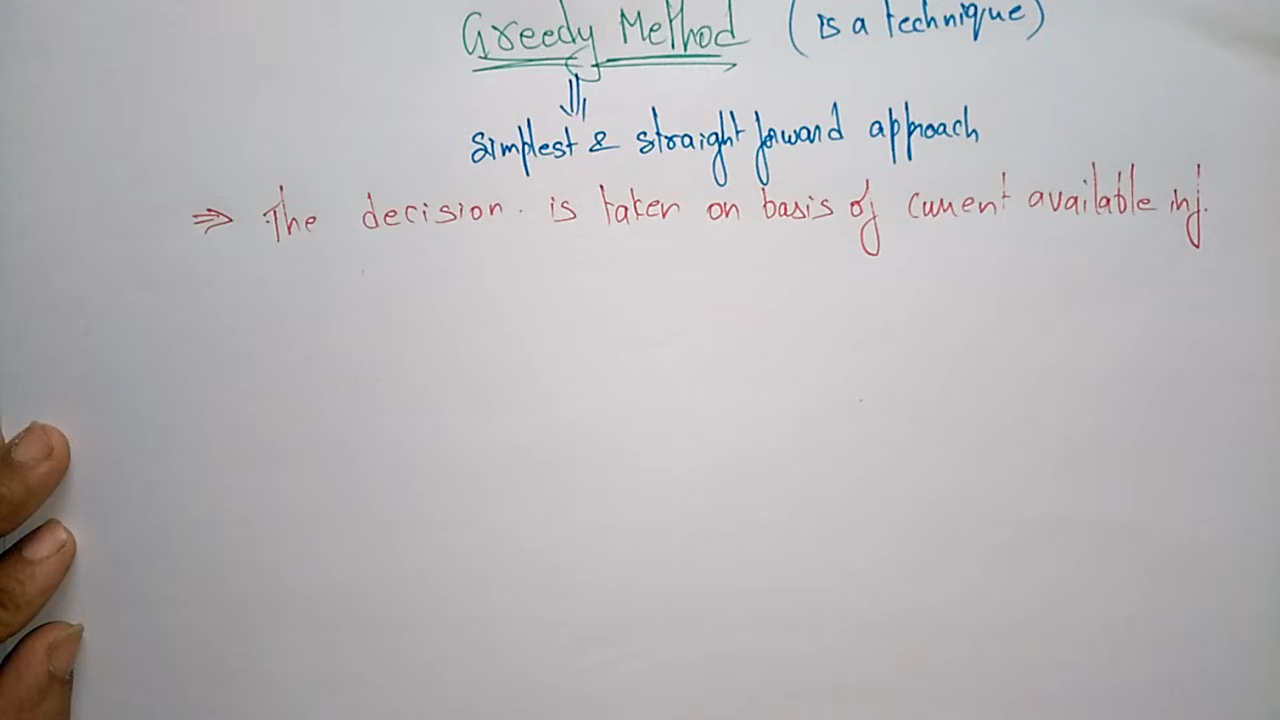 Greedy Method (is a technique)
⇓
Simplest & straight forward approach
⇒ The decision. is taken on basis of current available inf.